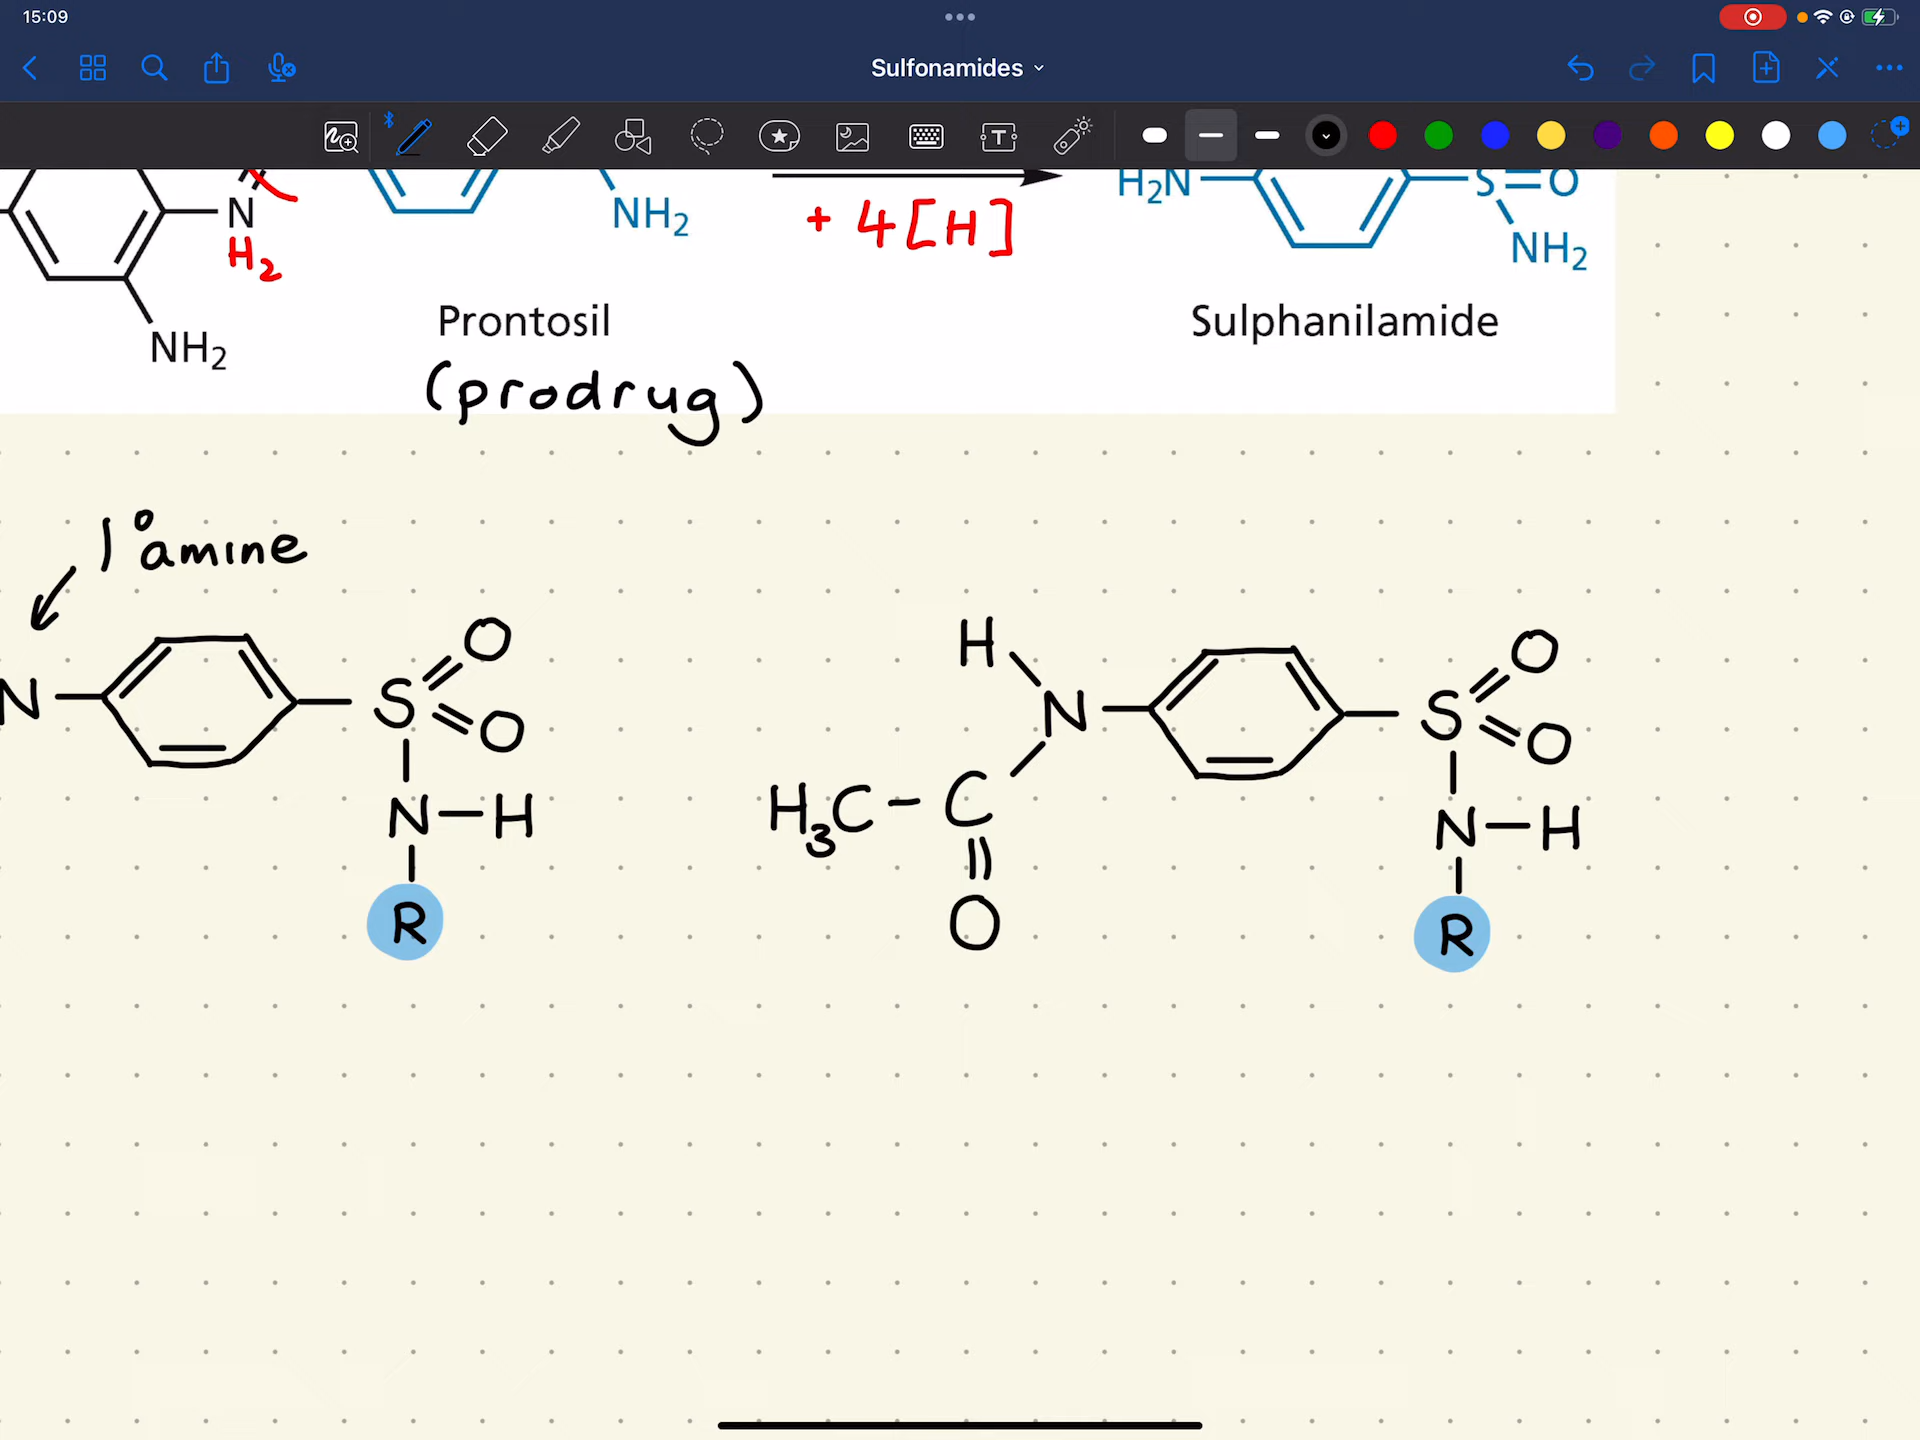 15:09
Sulfonamides
H₂N
S=O
N
NH₂
+ 4[H]
NH₂
H₂
Prontosil
Sulphanilamide
NH₂
(prodrug)
1° amine
O
H
O
N
S
O
N
S
O
N-H
H₃C-C
N-H
R
O
R